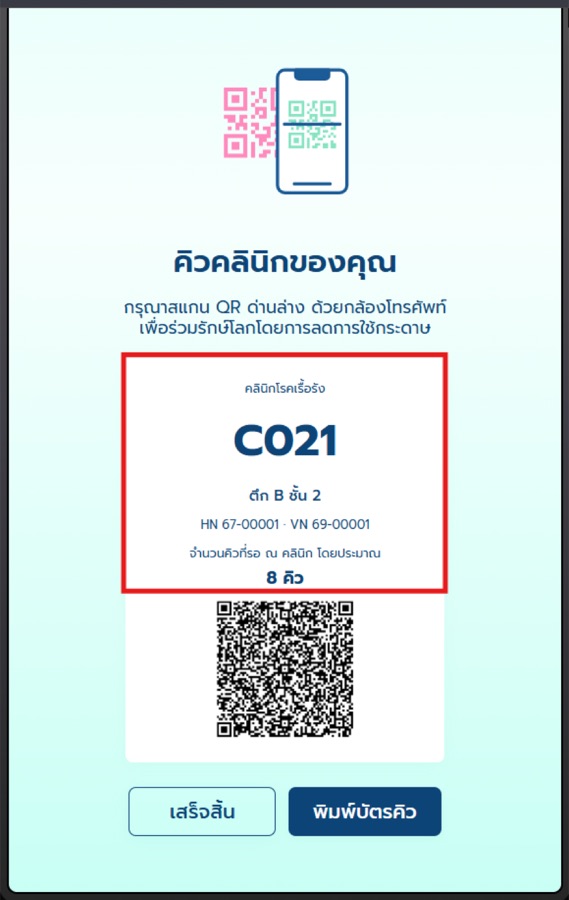 คิวคลินิกของคุณ
กรุณาสแกน QR ด่านล่าง ด้วยกล้องโทรศัพท์
เพื่อร่วมรักษ์โลกโดยการลดการใช้กระดาษ
คลินิกโรคเรื้อรัง
C021
ตึก B ชั้น 2
HN 67-00001 · VN 69-00001
จำนวนคิวที่รอ ณ คลินิก โดยประมาณ
8 คิว
เสร็จสิ้น
พิมพ์บัตรคิว